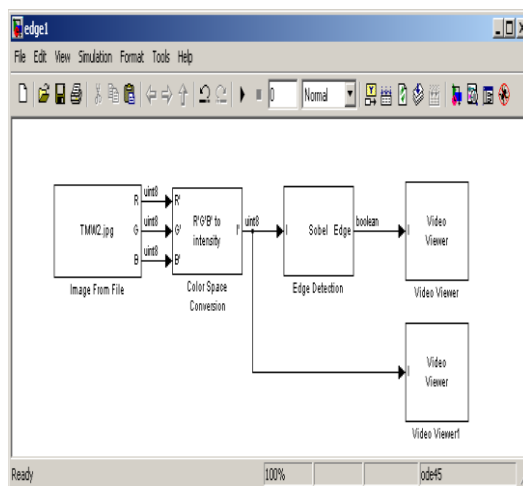 edge1
File Edit View Simulation Format Tools Help
0 Normal
uint8
R R'
TMW2.jpg
uint8
G G'
uint8
B B'
Image From File
R'G'B' to
intensity
I'
Color Space
Conversion
uint8
I
Sobel Edge
Edge Detection
boolean
I
Video
Viewer
Video Viewer
I
Video
Viewer
Video Viewer1
Ready 100% ode45